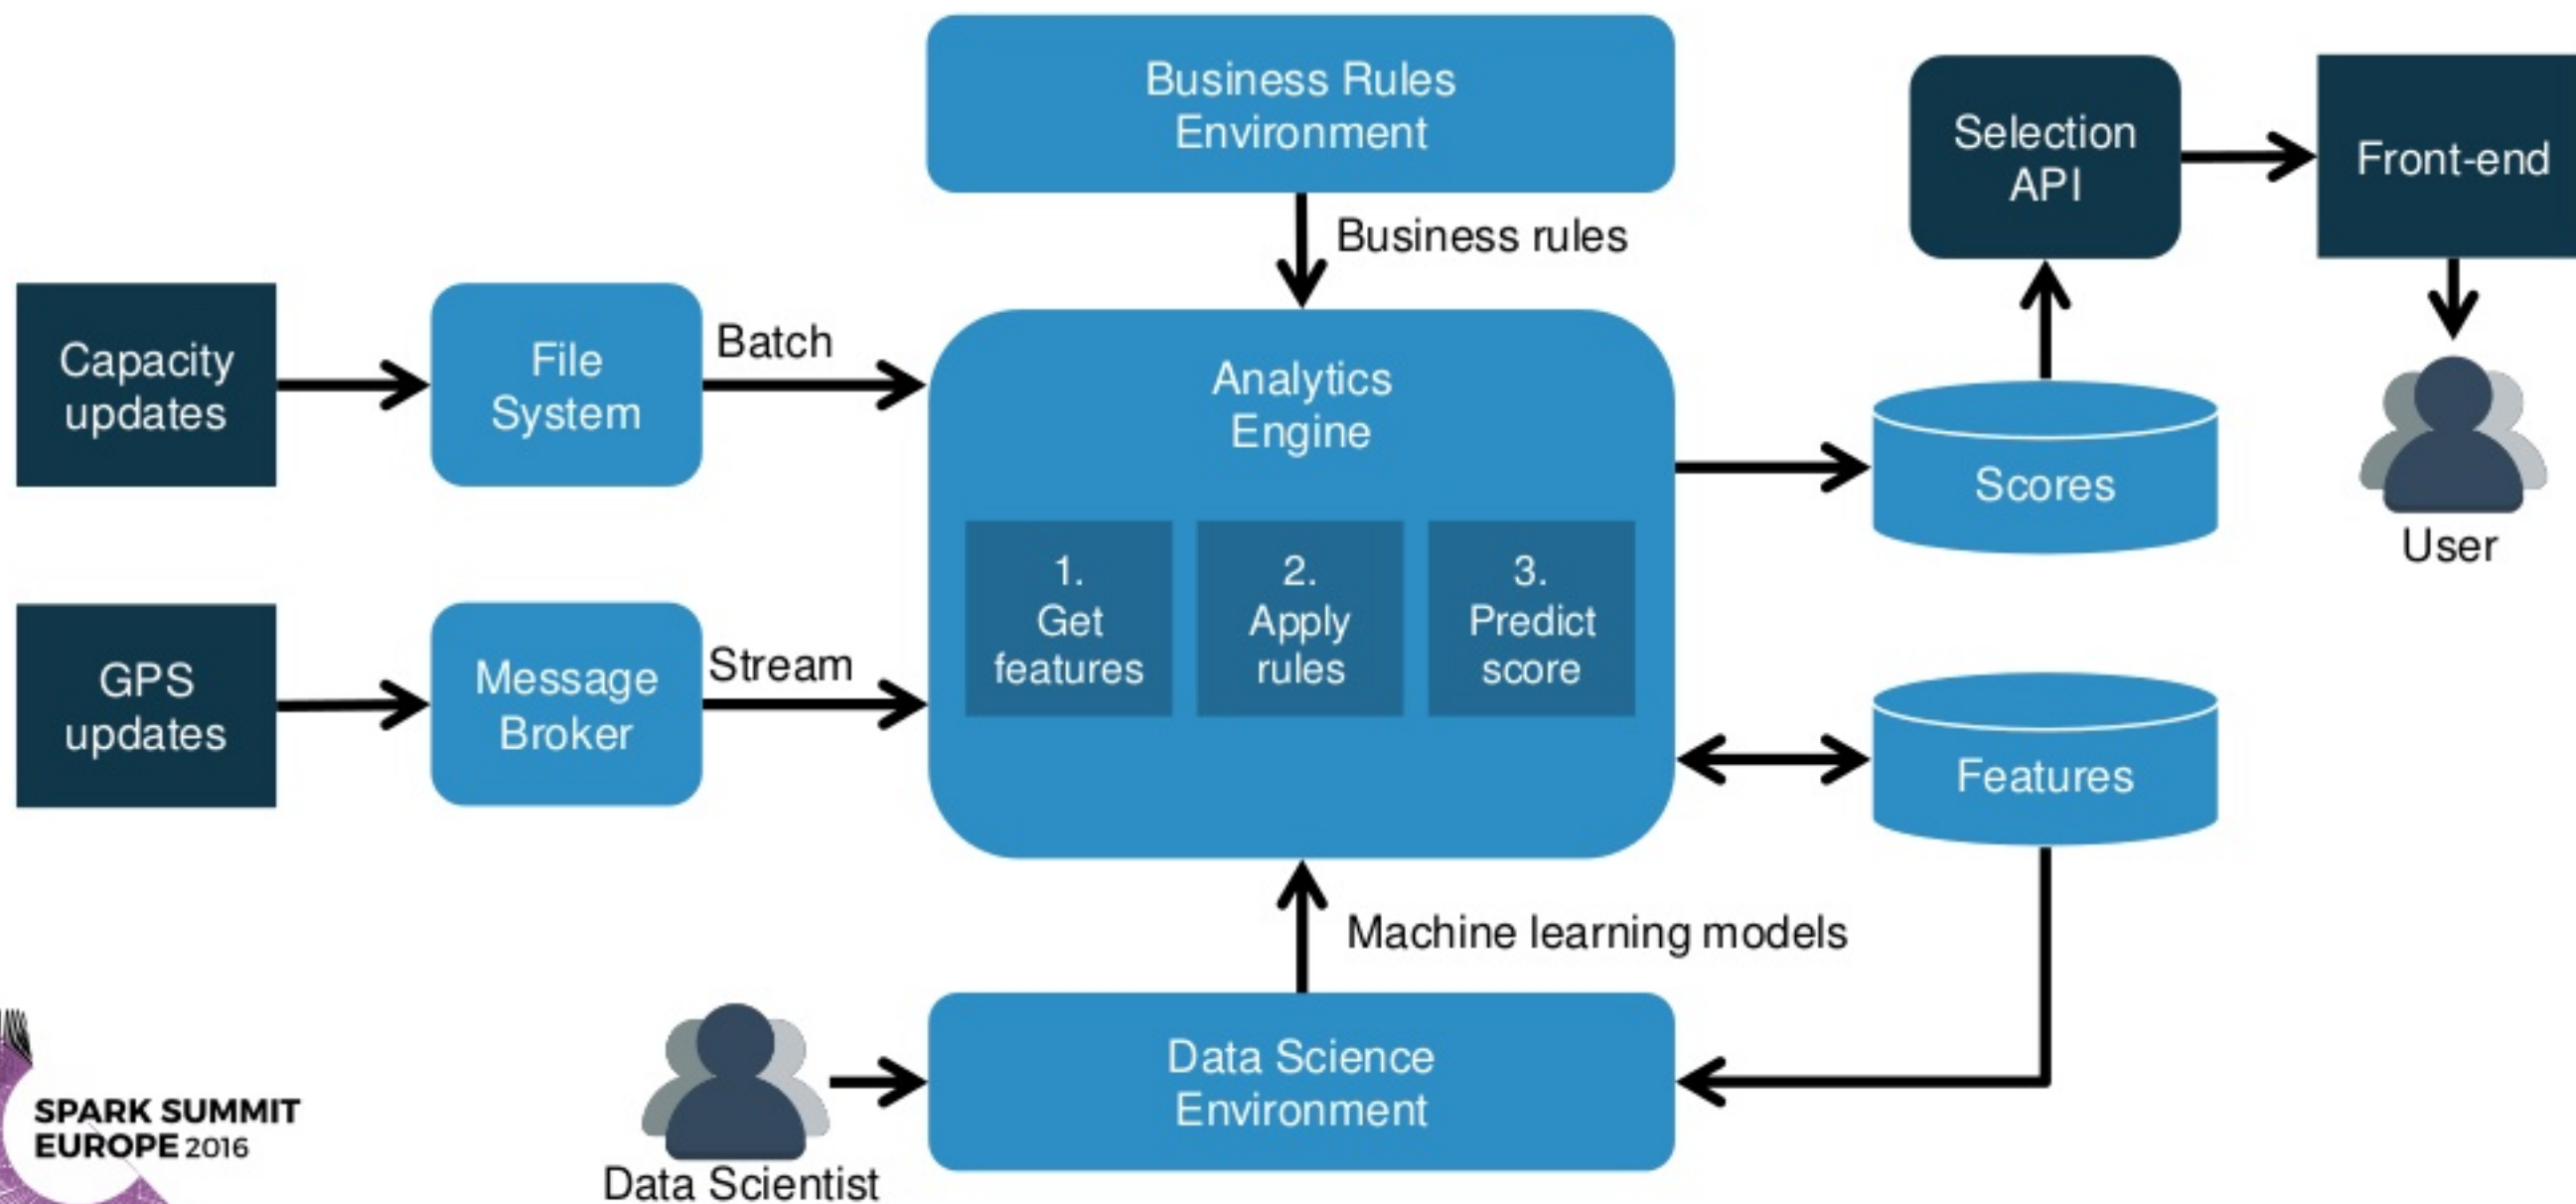 Business Rules
Environment
Business rules
Selection
API
Front-end
Capacity
updates
File
System
Batch
Analytics
Engine
Scores
User
GPS
updates
Message
Broker
Stream
1.
Get
features
2.
Apply
rules
3.
Predict
score
Features
Machine learning models
Data Science
Environment
Data Scientist
SPARK SUMMIT
EUROPE 2016